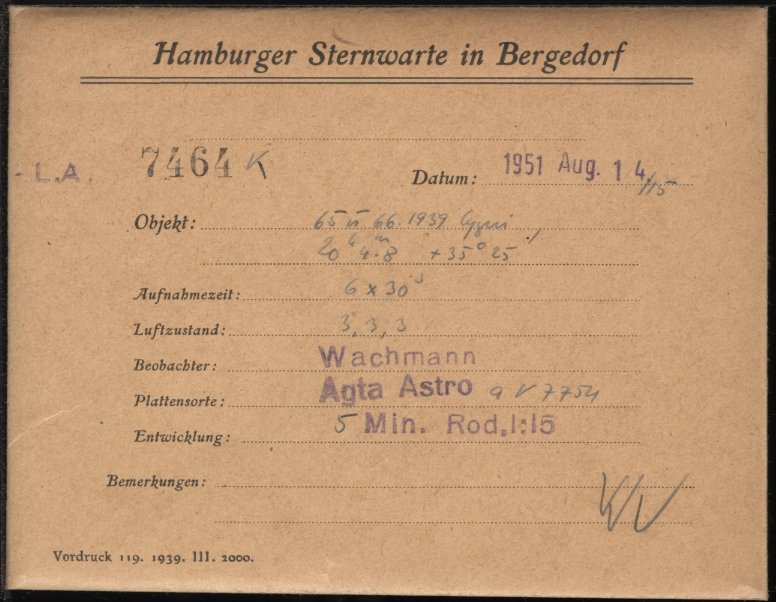 Hamburger Sternwarte in Bergedorf
L.A. 7464 K
Datum: 1951 Aug. 14/15
Objekt: 65 u 66.1939 Cygni
20h 4m.8 +35° 25'
Aufnahmezeit: 6 x 30s
Luftzustand: 3, 3, 3
Beobachter: Wachmann
Plattensorte: Agfa Astro 7754
Entwicklung: 5 Min. Rod. 1:15
Bemerkungen:
Vordruck 119. 1939. III. 2000.